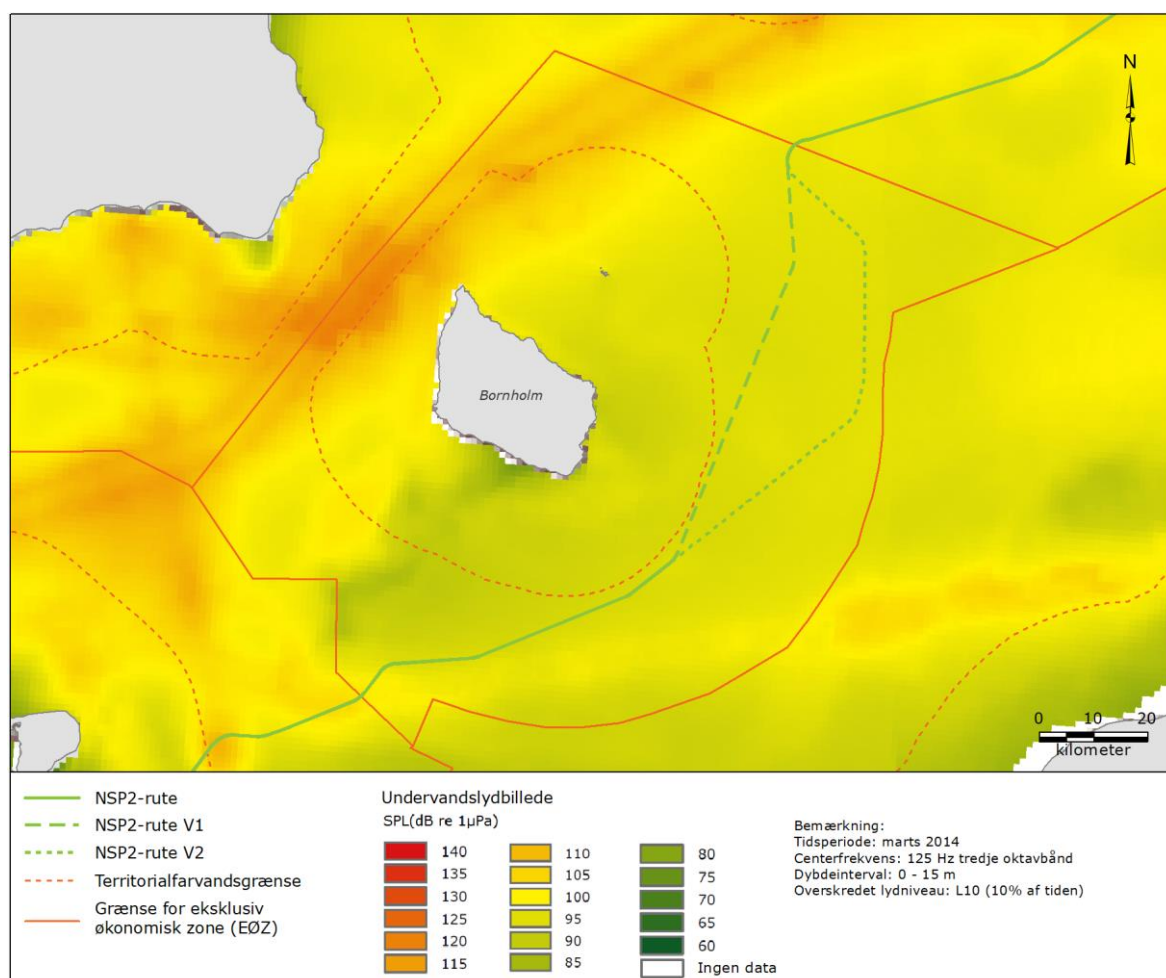 N
Bornholm
0 10 20
kilometer
NSP2-rute
NSP2-rute V1
NSP2-rute V2
Territorialfarvandsgrænse
Grænse for eksklusiv
økonomisk zone (EØZ)
Undervandslydbillede
SPL(dB re 1µPa)
140
135
130
125
120
115
110
105
100
95
90
85
80
75
70
65
60
Ingen data
Bemærkning:
Tidsperiode: marts 2014
Centerfrekvens: 125 Hz tredje oktavbånd
Dybdeinterval: 0 - 15 m
Overskredet lydniveau: L10 (10% af tiden)